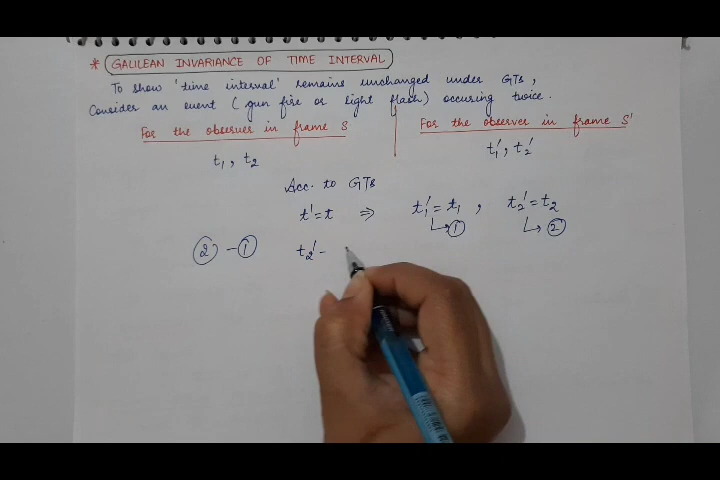 * GALILEAN INVARIANCE OF TIME INTERVAL
To show 'time interval' remains unchanged under GTs,
Consider an event (gun fire or light flash) occuring twice.
For the observer in frame S
For the observer in frame S'
t₁, t₂
t₁', t₂'
Acc. to GTs
t' = t ⇒ t₁' = t₁ , t₂' = t₂
↳ ① ↳ ②
② - ① t₂' -